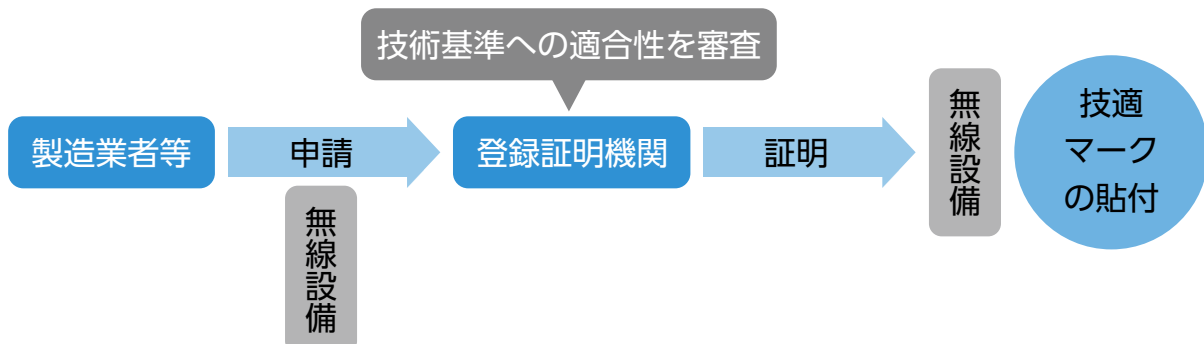 技術基準への適合性を審査
製造業者等
申請
登録証明機関
証明
無線設備
技適
マーク
の貼付
無線設備